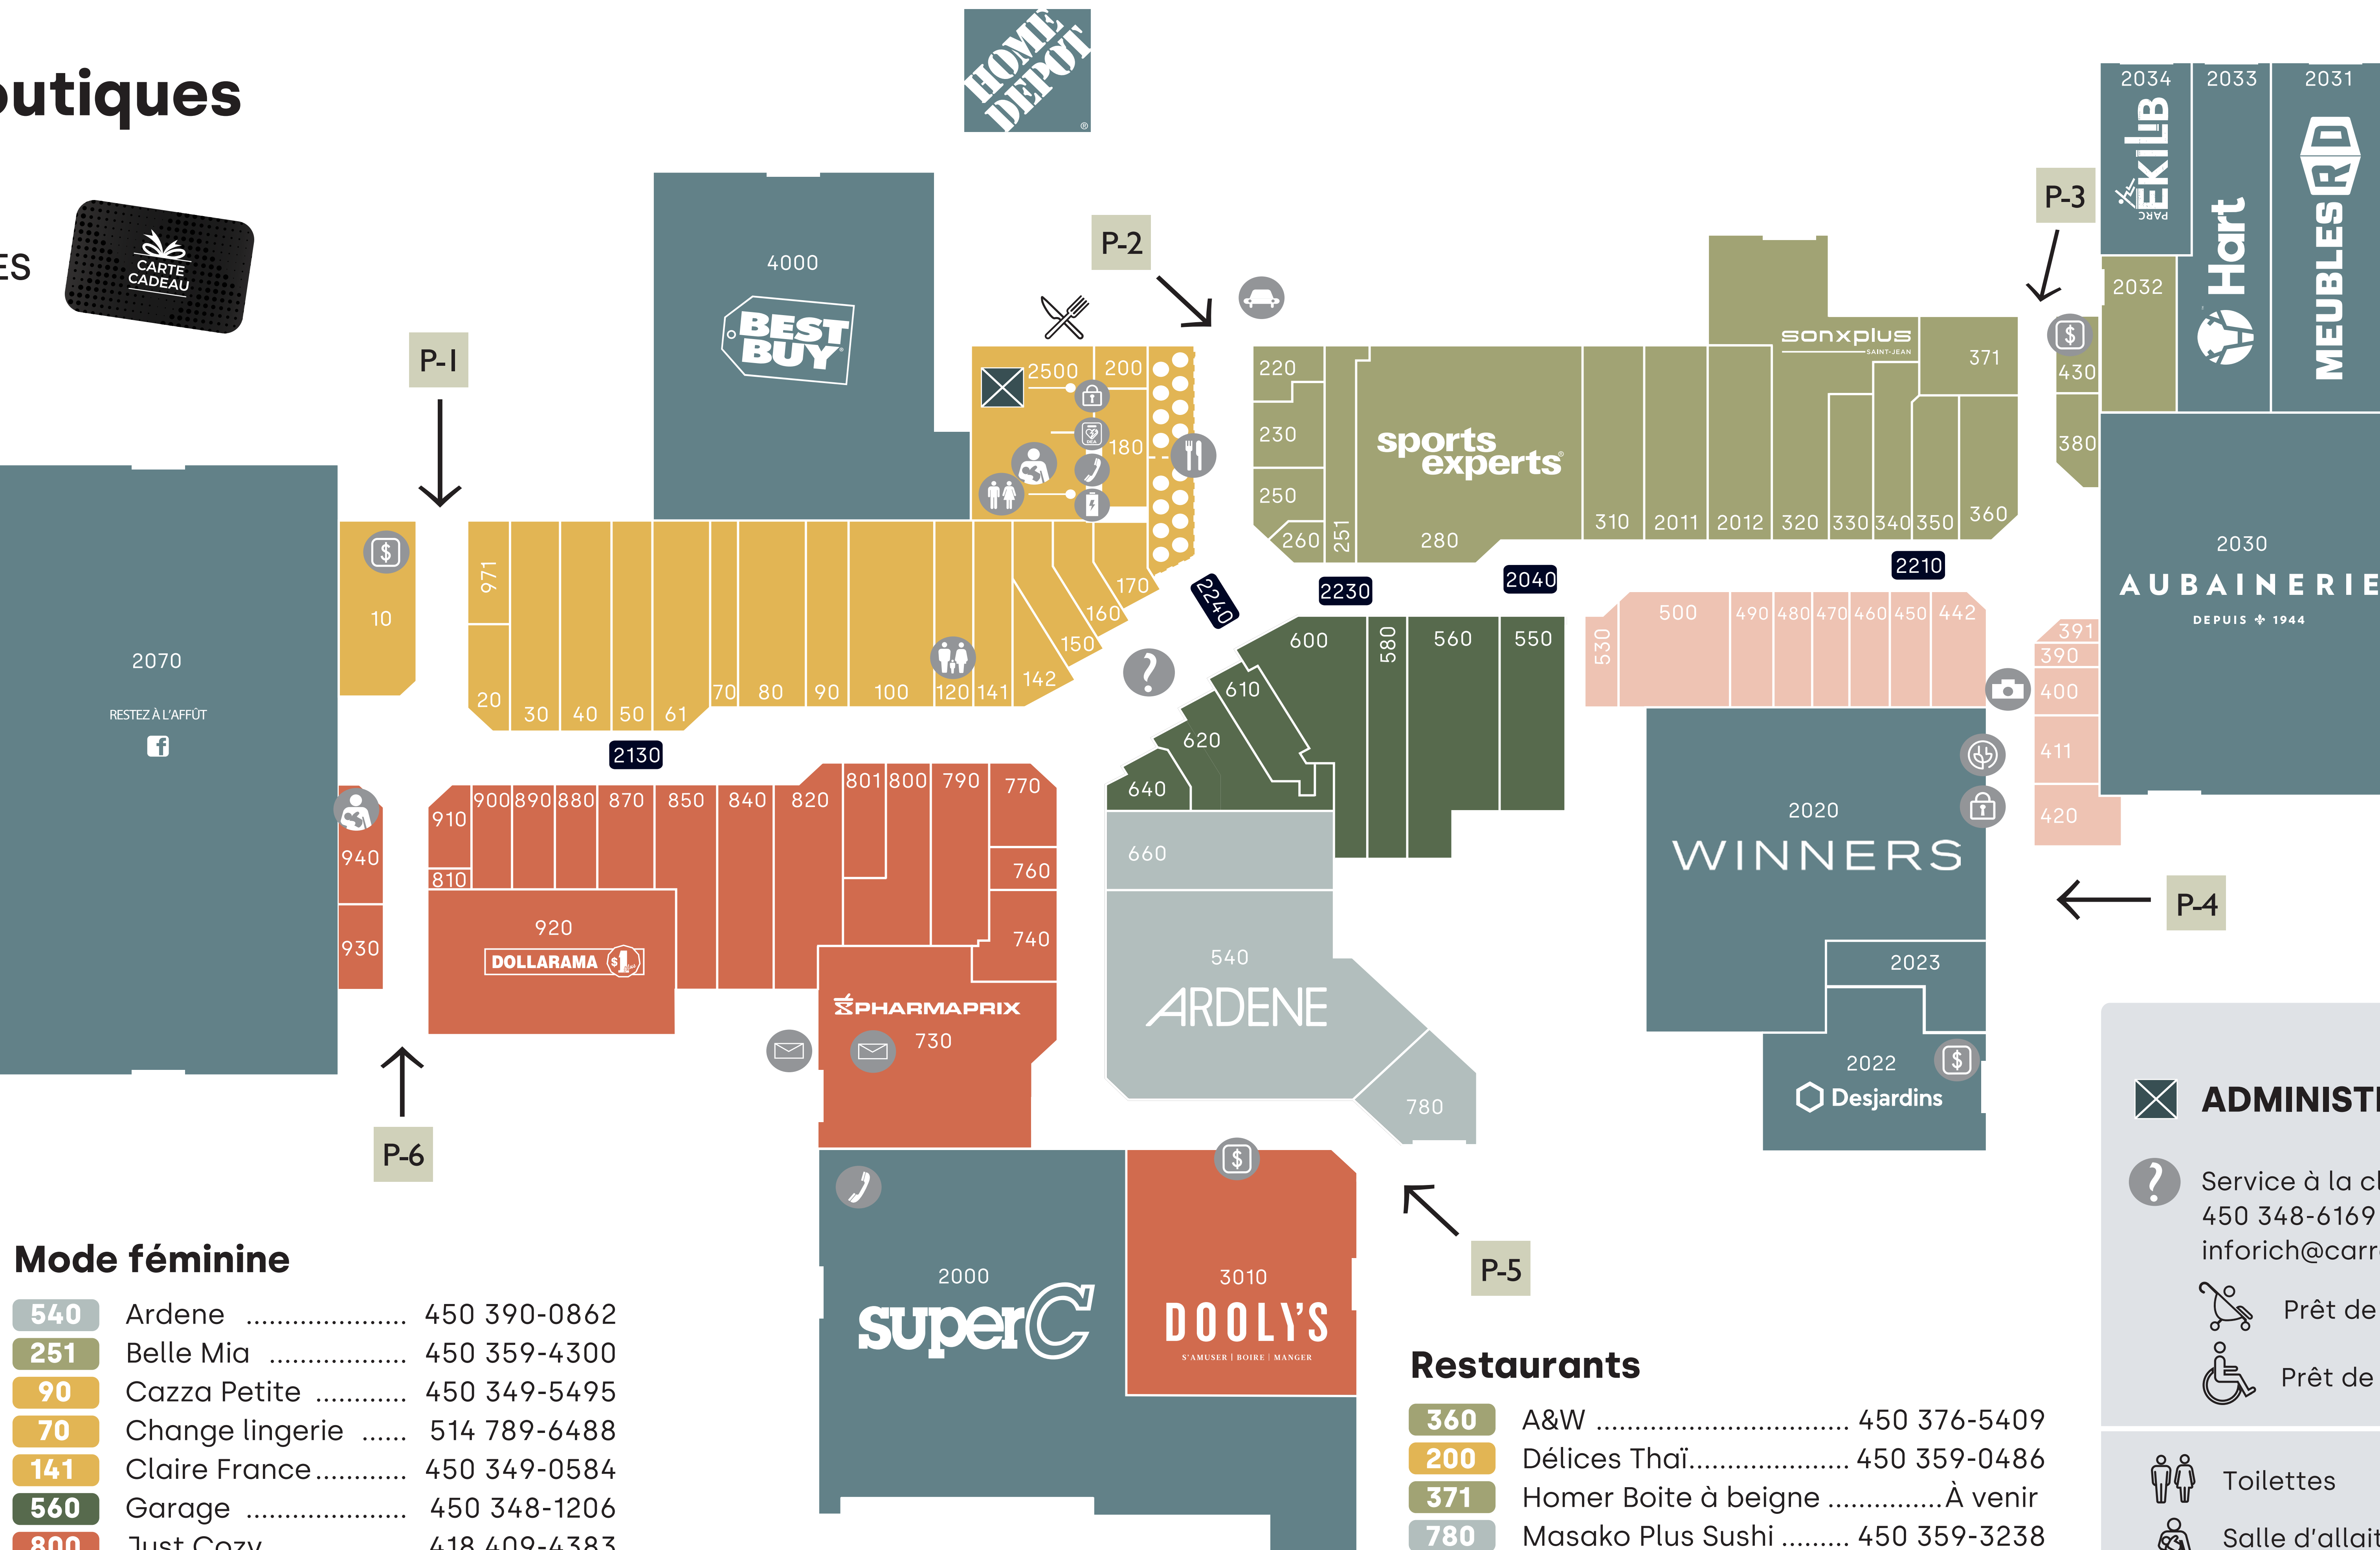 outiques
ES
CARTE
CADEAU
HOME
DEPOT
®
P-1
P-2
P-3
P-4
P-5
P-6
4000
BEST
BUY
2070
RESTEZ À L'AFFÛT
f
10
$
971
20
30
40
50
61
70
80
90
100
120
141
142
150
160
170
2500
200
180
2130
2240
2230
2040
2210
220
230
250
260
251
sports
experts®
280
310
2011
2012
320
330
340
350
360
371
sonxplus
SAINT-JEAN
$
430
380
2034
PARC
EKILIB
2033
Hart
2031
MEUBLES RD
2032
2030
AUBAINERIE
DEPUIS 1944
391
390
400
411
420
530
500
490
480
470
460
450
442
2020
WINNERS
2023
2022
$
Desjardins
?
600
580
560
550
610
620
640
660
540
ARDENE
780
910
900
890
880
870
850
840
820
801
800
790
770
760
740
810
920
DOLLARAMA $1
940
930
PHARMAPRIX
730
2000
superC
$
3010
DOOLY'S
S'AMUSER | BOIRE | MANGER
Mode féminine
540 Ardene ..................... 450 390-0862
251 Belle Mia .................. 450 359-4300
90 Cazza Petite ............ 450 349-5495
70 Change lingerie ...... 514 789-6488
141 Claire France ............ 450 349-0584
560 Garage ..................... 450 348-1206
800 Just Cozy 418 409-4383
Restaurants
360 A&W ................................. 450 376-5409
200 Délices Thaï..................... 450 359-0486
371 Homer Boite à beigne ...............À venir
780 Masako Plus Sushi ......... 450 359-3238
ADMINISTR
? Service à la cl
450 348-6169
inforich@carr
Prêt de
Prêt de
Toilettes
Salle d'allait